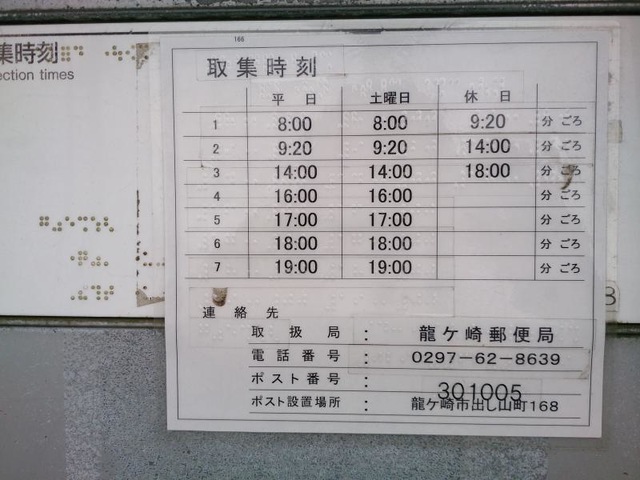 集時刻
ection times
166
取集時刻
平日 土曜日 休日
1 8:00 8:00 9:20 分ごろ
2 9:20 9:20 14:00 分ごろ
3 14:00 14:00 18:00 分ごろ
4 16:00 16:00 分ごろ
5 17:00 17:00 分ごろ
6 18:00 18:00 分ごろ
7 19:00 19:00 分ごろ
連絡先
取扱局 : 龍ケ崎郵便局
電話番号 : 0297-62-8639
ポスト番号 : 301005
ポスト設置場所 : 龍ケ崎市出し山町168